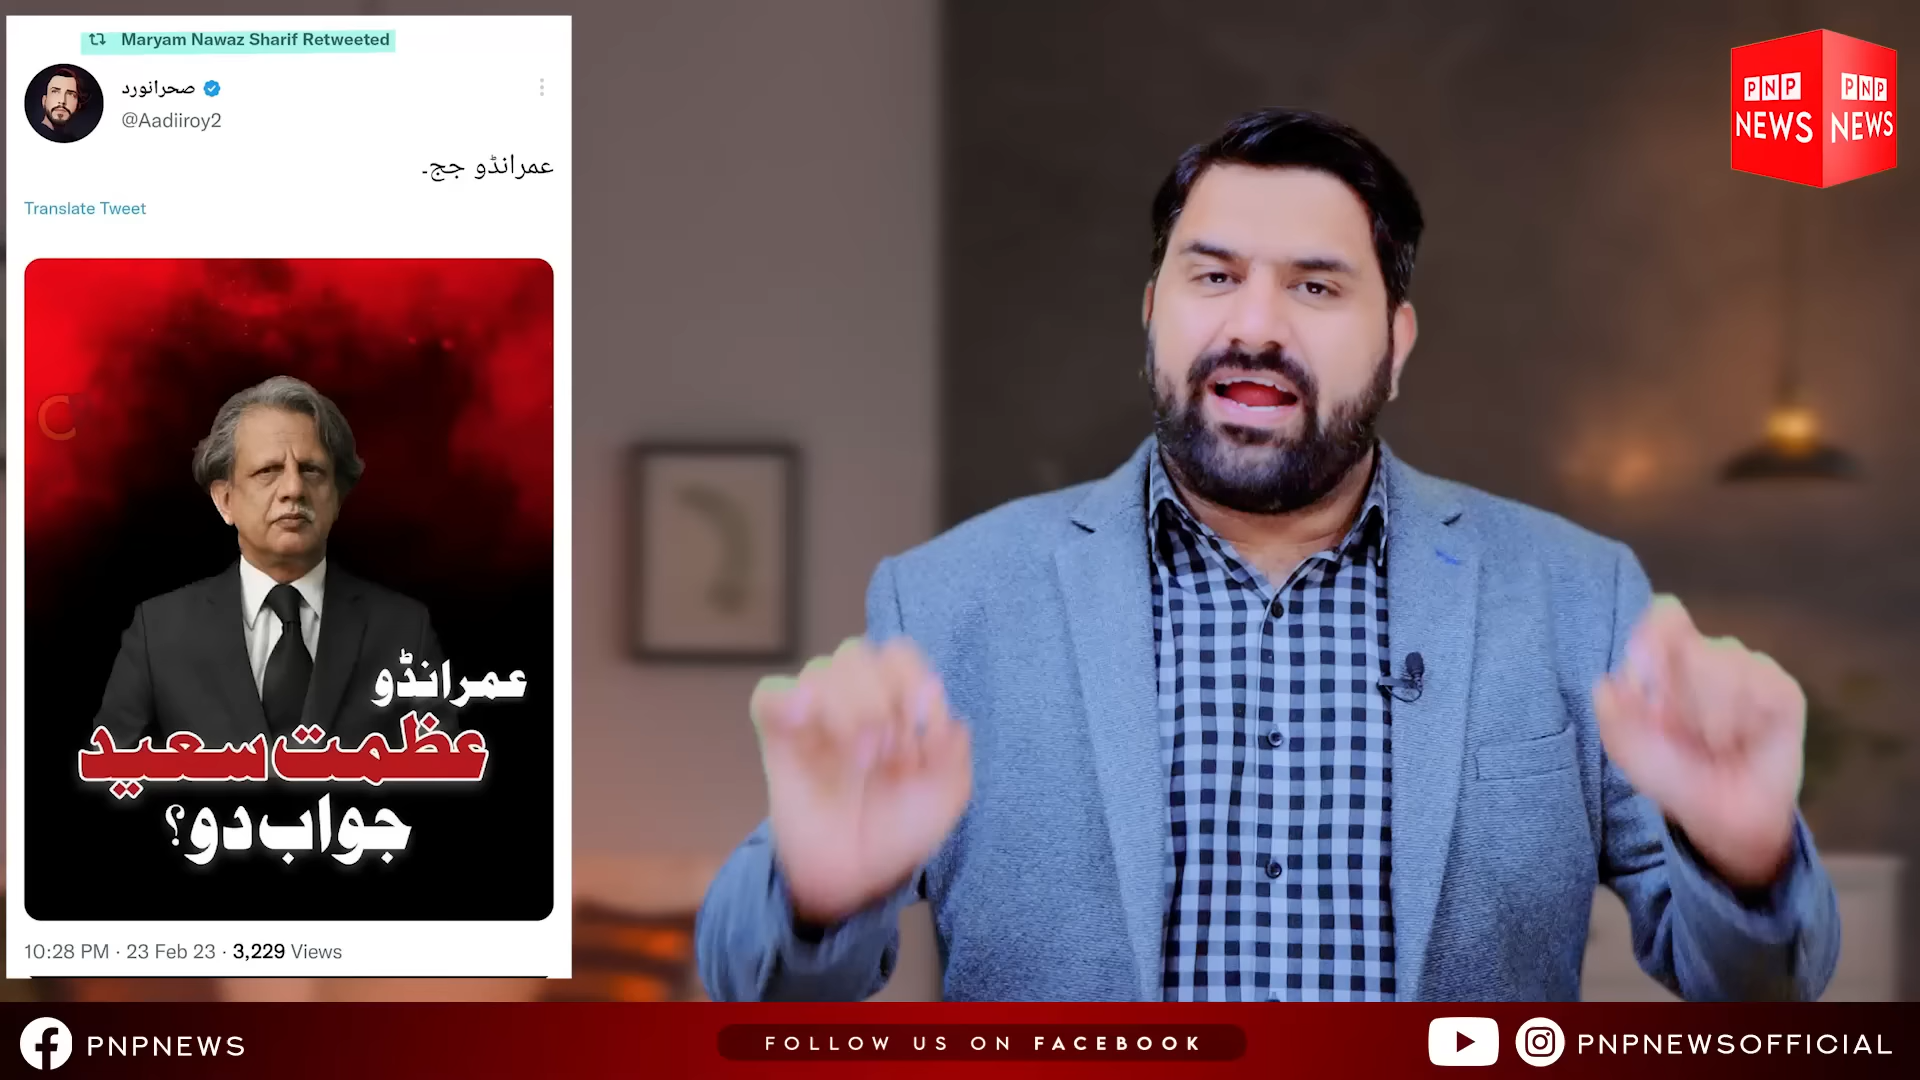 Maryam Nawaz Sharif Retweeted
صحرانورد
@Aadiiroy2
عمرانڈو جج۔
Translate Tweet
عمرانڈو
عظمت سعید
جواب دو؟
10:28 PM · 23 Feb 23 · 3,229 Views
PNP PNP
NEWS NEWS
PNPNEWS
FOLLOW US ON FACEBOOK
PNPNEWSOFFICIAL